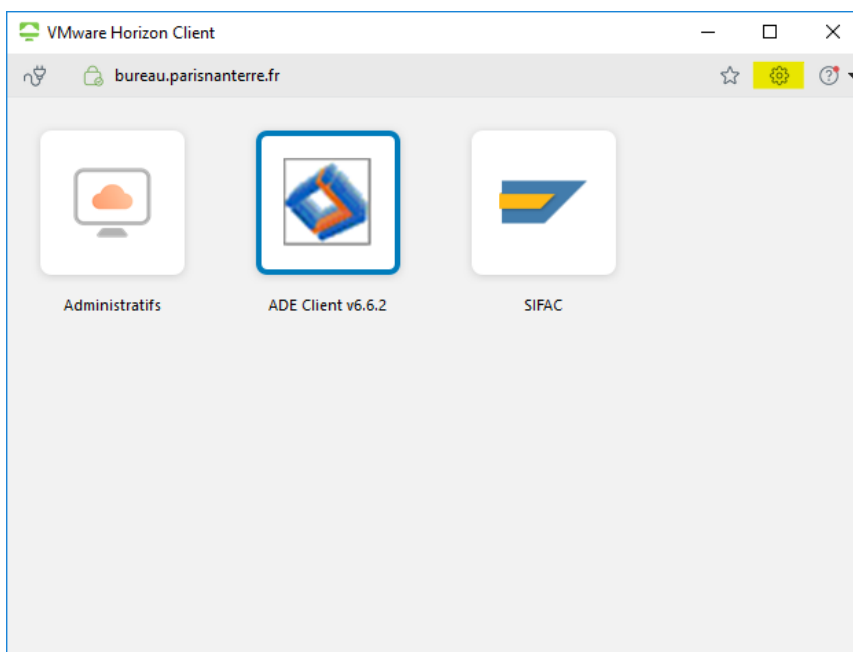 VMware Horizon Client
bureau.parisnanterre.fr
Administratifs
ADE Client v6.6.2
SIFAC